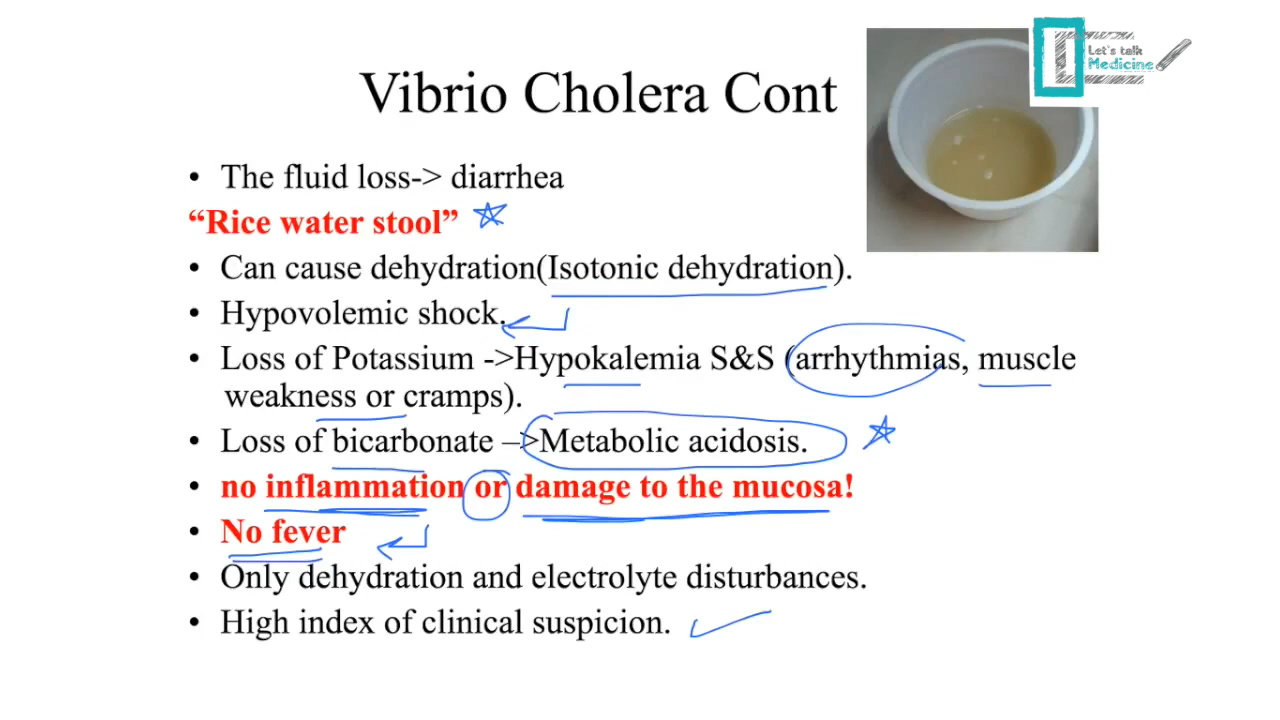 Let's talk
Medicine
Vibrio Cholera Cont
• The fluid loss-> diarrhea
“Rice water stool”
• Can cause dehydration(Isotonic dehydration).
• Hypovolemic shock.
• Loss of Potassium ->Hypokalemia S&S (arrhythmias, muscle
weakness or cramps).
• Loss of bicarbonate –>Metabolic acidosis.
• no inflammation or damage to the mucosa!
• No fever
• Only dehydration and electrolyte disturbances.
• High index of clinical suspicion.